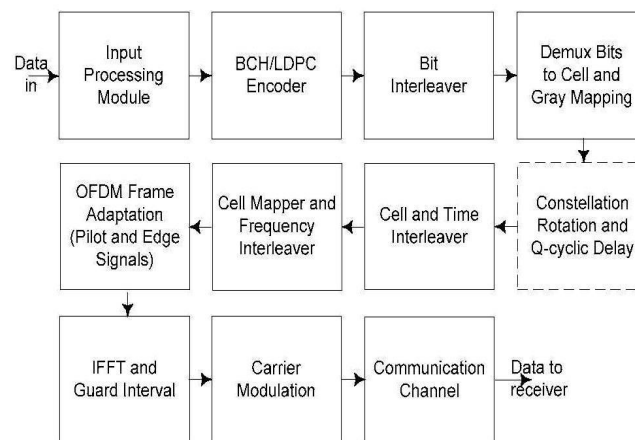 Data
in
Input
Processing
Module
BCH/LDPC
Encoder
Bit
Interleaver
Demux Bits
to Cell and
Gray Mapping
OFDM Frame
Adaptation
(Pilot and Edge
Signals)
Cell Mapper and
Frequency
Interleaver
Cell and Time
Interleaver
Constellation
Rotation and
Q-cyclic Delay
IFFT and
Guard Interval
Carrier
Modulation
Communication
Channel
Data to
receiver